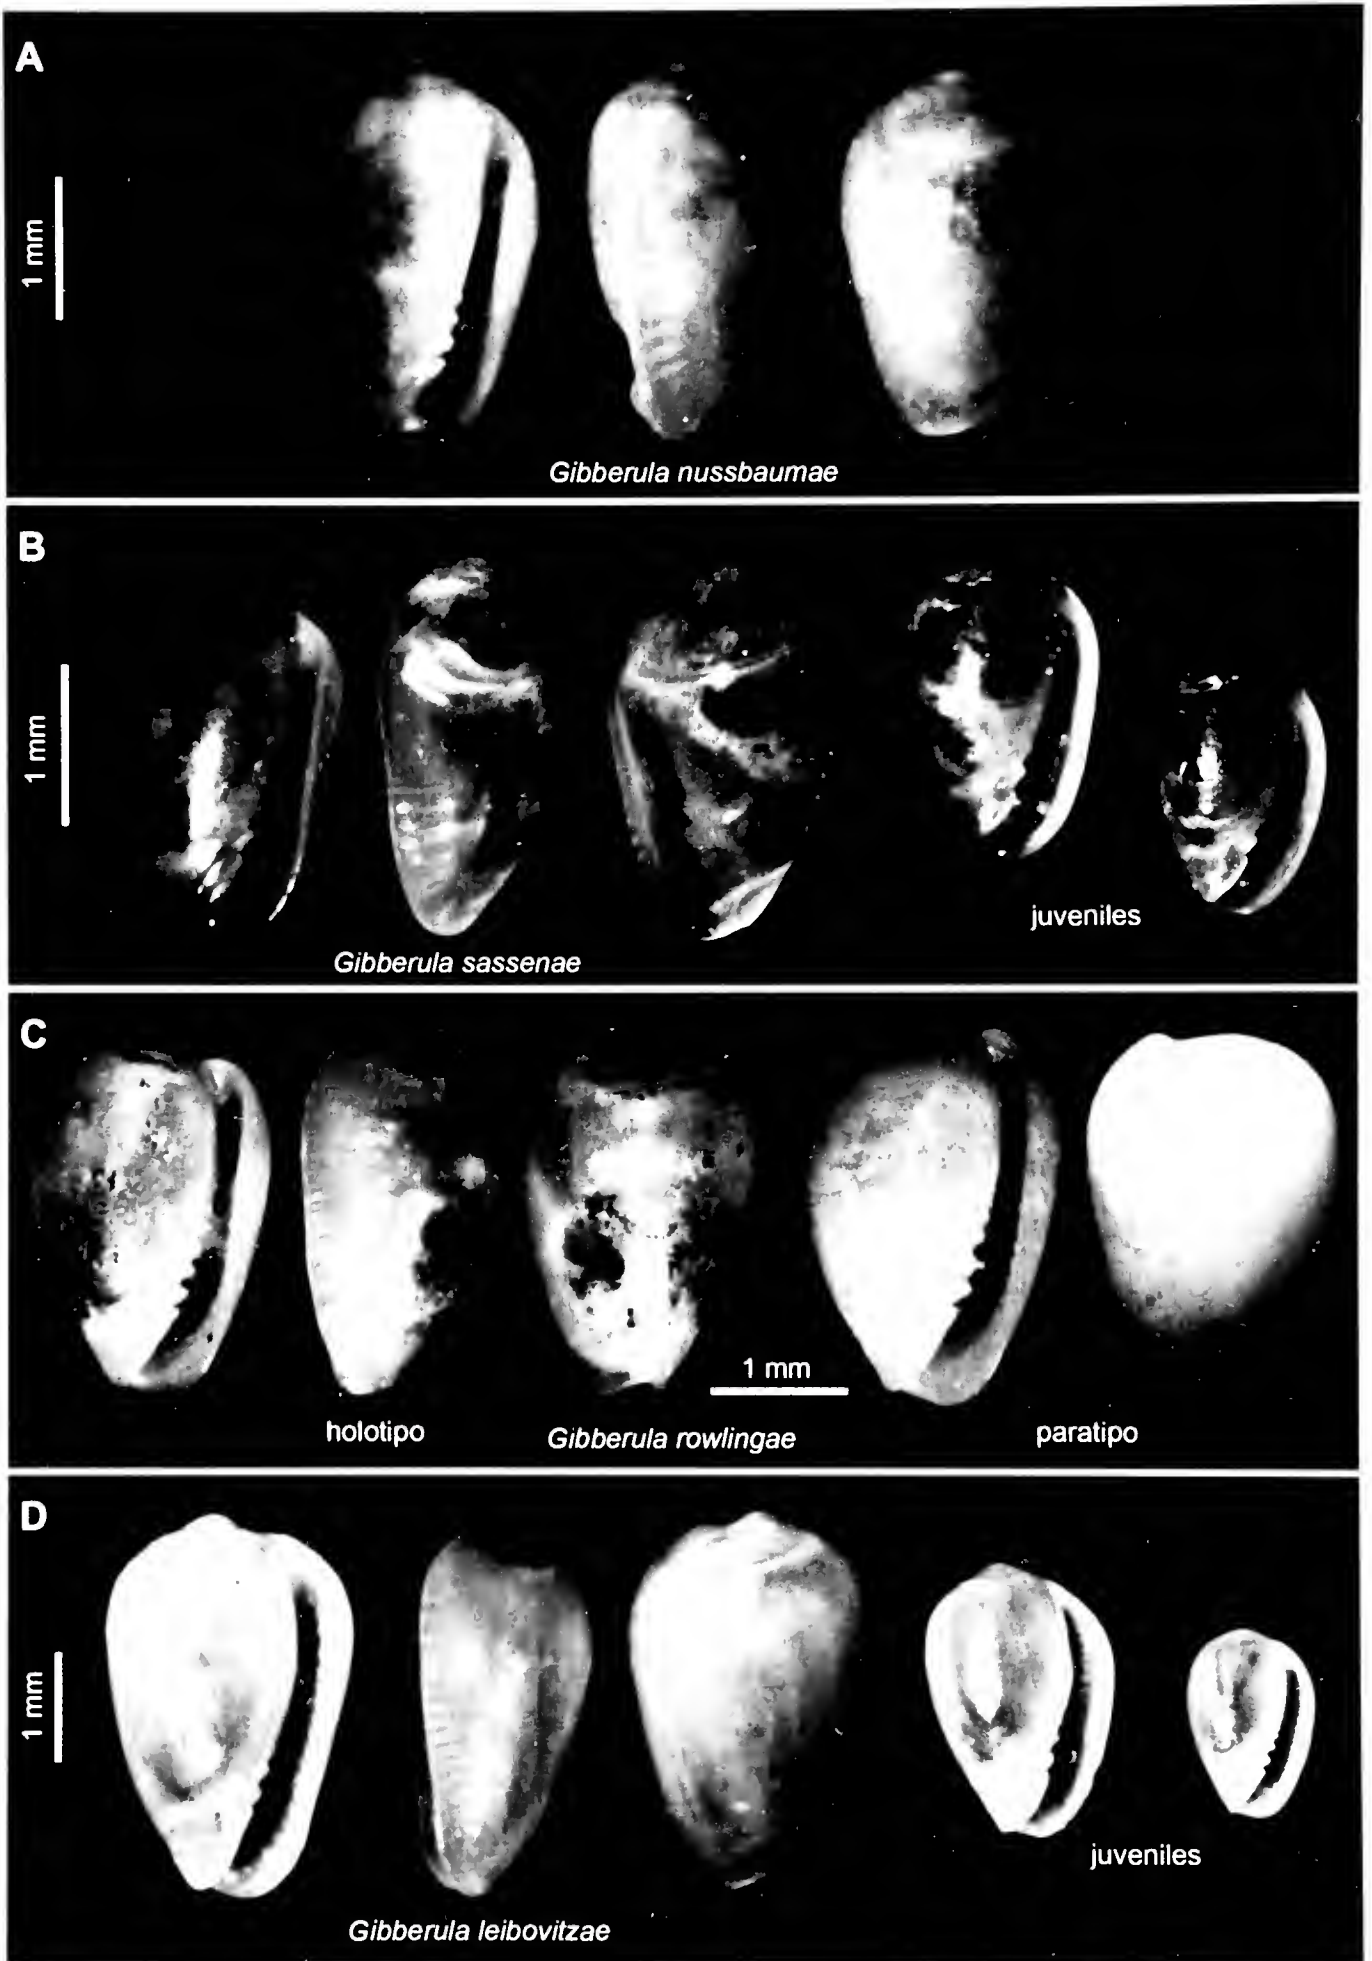 A
1 mm
Gibberula nussbaumae
B
1 mm
juveniles
Gibberula sassenae
C
1 mm
holotipo
Gibberula rowlingae
paratipo
D
1 mm
juveniles
Gibberula leibovitzae